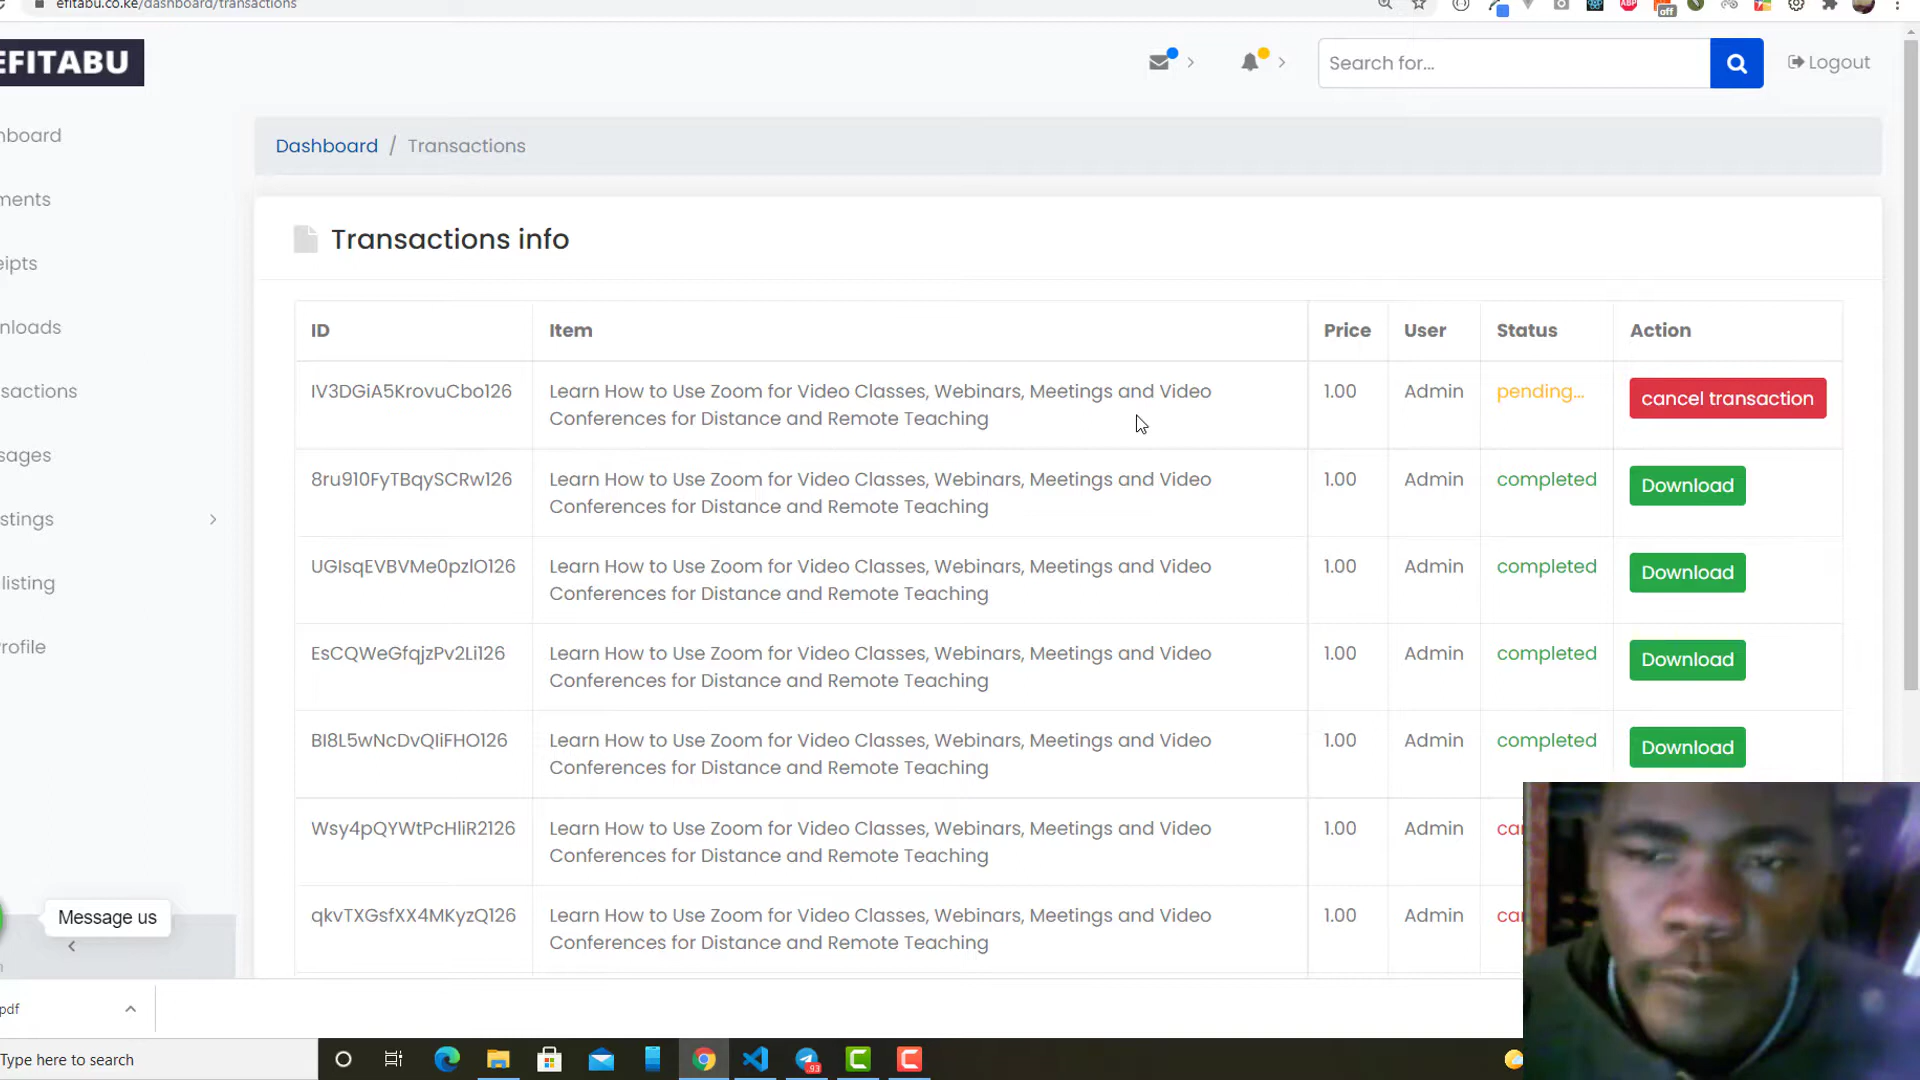 efitabu.co.ke/dashboard/transactions
EFITABU
Search for...
Logout
Dashboard / Transactions
Transactions info
ID Item Price User Status Action
IV3DGiA5KrovuCbo126 Learn How to Use Zoom for Video Classes, Webinars, Meetings and Video 1.00 Admin pending... cancel transaction
Conferences for Distance and Remote Teaching
8ru910FyTBqySCRw126 Learn How to Use Zoom for Video Classes, Webinars, Meetings and Video 1.00 Admin completed Download
Conferences for Distance and Remote Teaching
UGIsqEVBVMe0pzlO126 Learn How to Use Zoom for Video Classes, Webinars, Meetings and Video 1.00 Admin completed Download
Conferences for Distance and Remote Teaching
EsCQWeGfqjzPv2Li126 Learn How to Use Zoom for Video Classes, Webinars, Meetings and Video 1.00 Admin completed Download
Conferences for Distance and Remote Teaching
BI8L5wNcDvQIiFHO126 Learn How to Use Zoom for Video Classes, Webinars, Meetings and Video 1.00 Admin completed Download
Conferences for Distance and Remote Teaching
Wsy4pQYWtPcHliR2126 Learn How to Use Zoom for Video Classes, Webinars, Meetings and Video 1.00 Admin
Conferences for Distance and Remote Teaching
qkvTXGsfXX4MKyzQ126 Learn How to Use Zoom for Video Classes, Webinars, Meetings and Video 1.00 Admin
Conferences for Distance and Remote Teaching
nboard
ments
eipts
nloads
sactions
sages
stings
listing
rofile
Message us
pdf
Type here to search
off
ABP
93